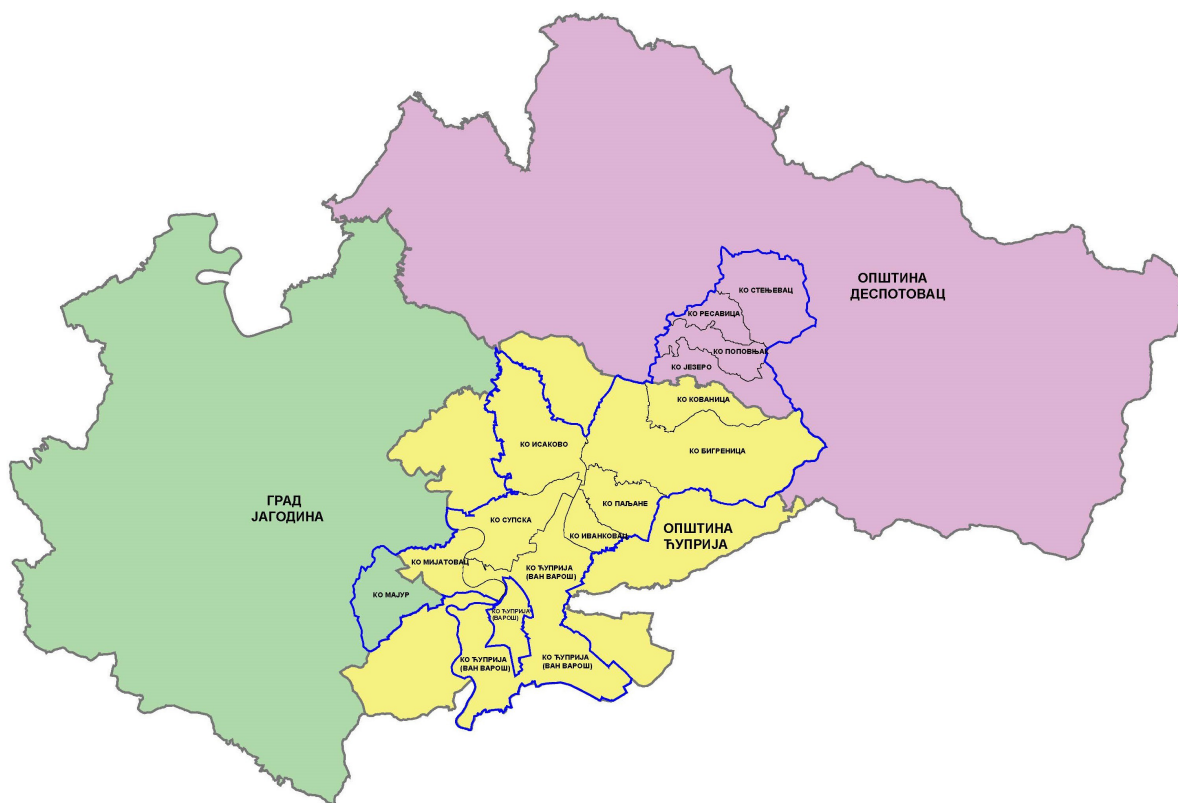 ОПШТИНА
ДЕСПОТОВАЦ
КО СТЕЊЕВАЦ
КО РЕСАВИЦА
КО ПОПОВЊАК
КО ЈЕЗЕРО
КО КОВАНИЦА
КО ИСАКОВО
КО БИГРЕНИЦА
ГРАД
ЈАГОДИНА
КО ПАЉАНЕ
КО СУПСКА
ОПШТИНА
ЋУПРИЈА
КО ИВАНКОВАЦ
КО МИЈАТОВАЦ
КО ЋУПРИЈА
(ВАН ВАРОШ)
КО МАЈУР
КО ЋУПРИЈА
(ВАРОШ)
КО ЋУПРИЈА
(ВАН ВАРОШ)
КО ЋУПРИЈА
(ВАН ВАРОШ)